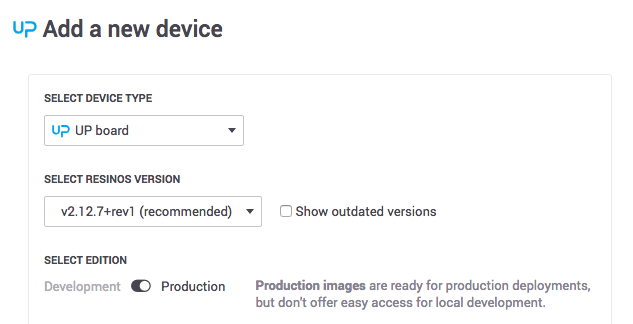 UP Add a new device
SELECT DEVICE TYPE
UP UP board
SELECT RESINOS VERSION
v2.12.7+rev1 (recommended) Show outdated versions
SELECT EDITION
Development Production Production images are ready for production deployments,
but don't offer easy access for local development.